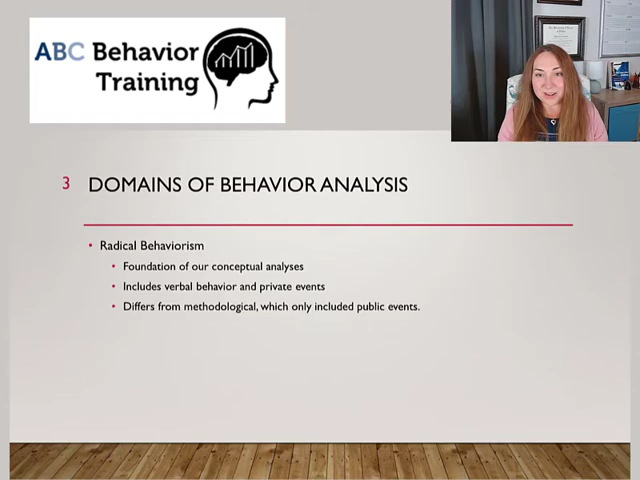 ABC Behavior
Training
3 DOMAINS OF BEHAVIOR ANALYSIS
• Radical Behaviorism
• Foundation of our conceptual analyses
• Includes verbal behavior and private events
• Differs from methodological, which only included public events.